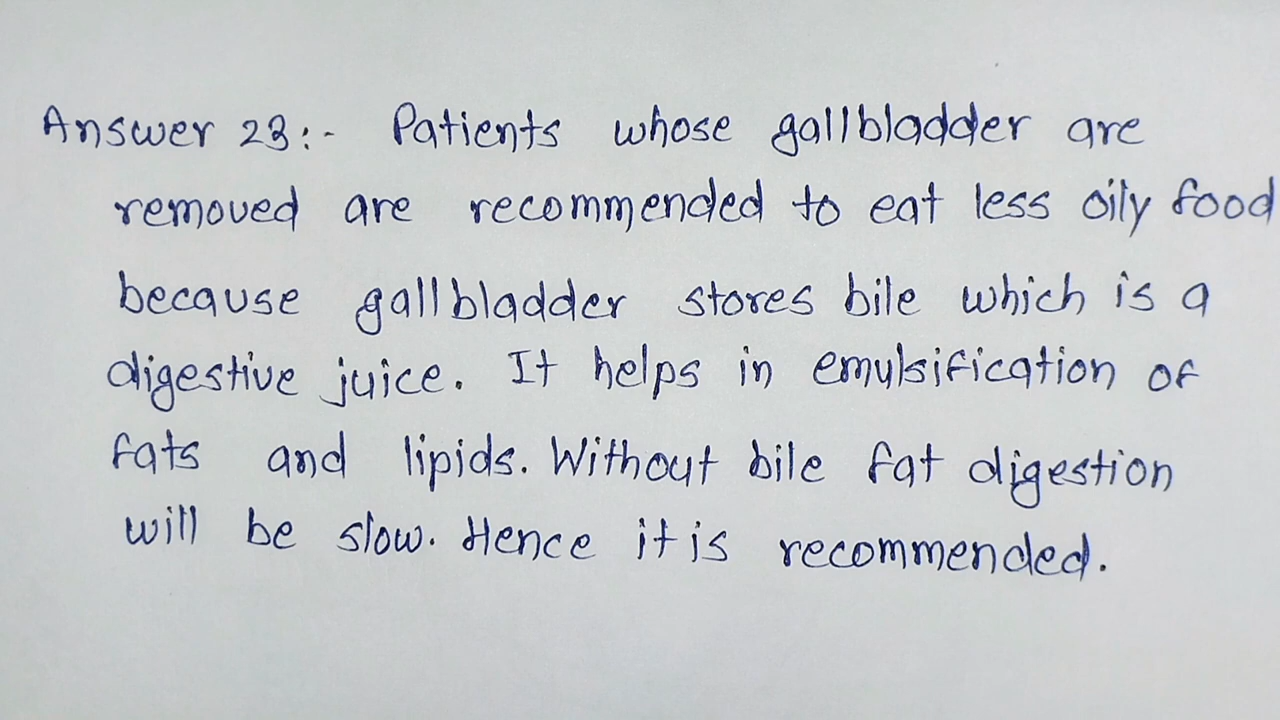 Answer 23:- Patients whose gallbladder are
removed are recommended to eat less oily food
because gallbladder stores bile which is a
digestive juice. It helps in emulsification of
fats and lipids. Without bile fat digestion
will be slow. Hence it is recommended.